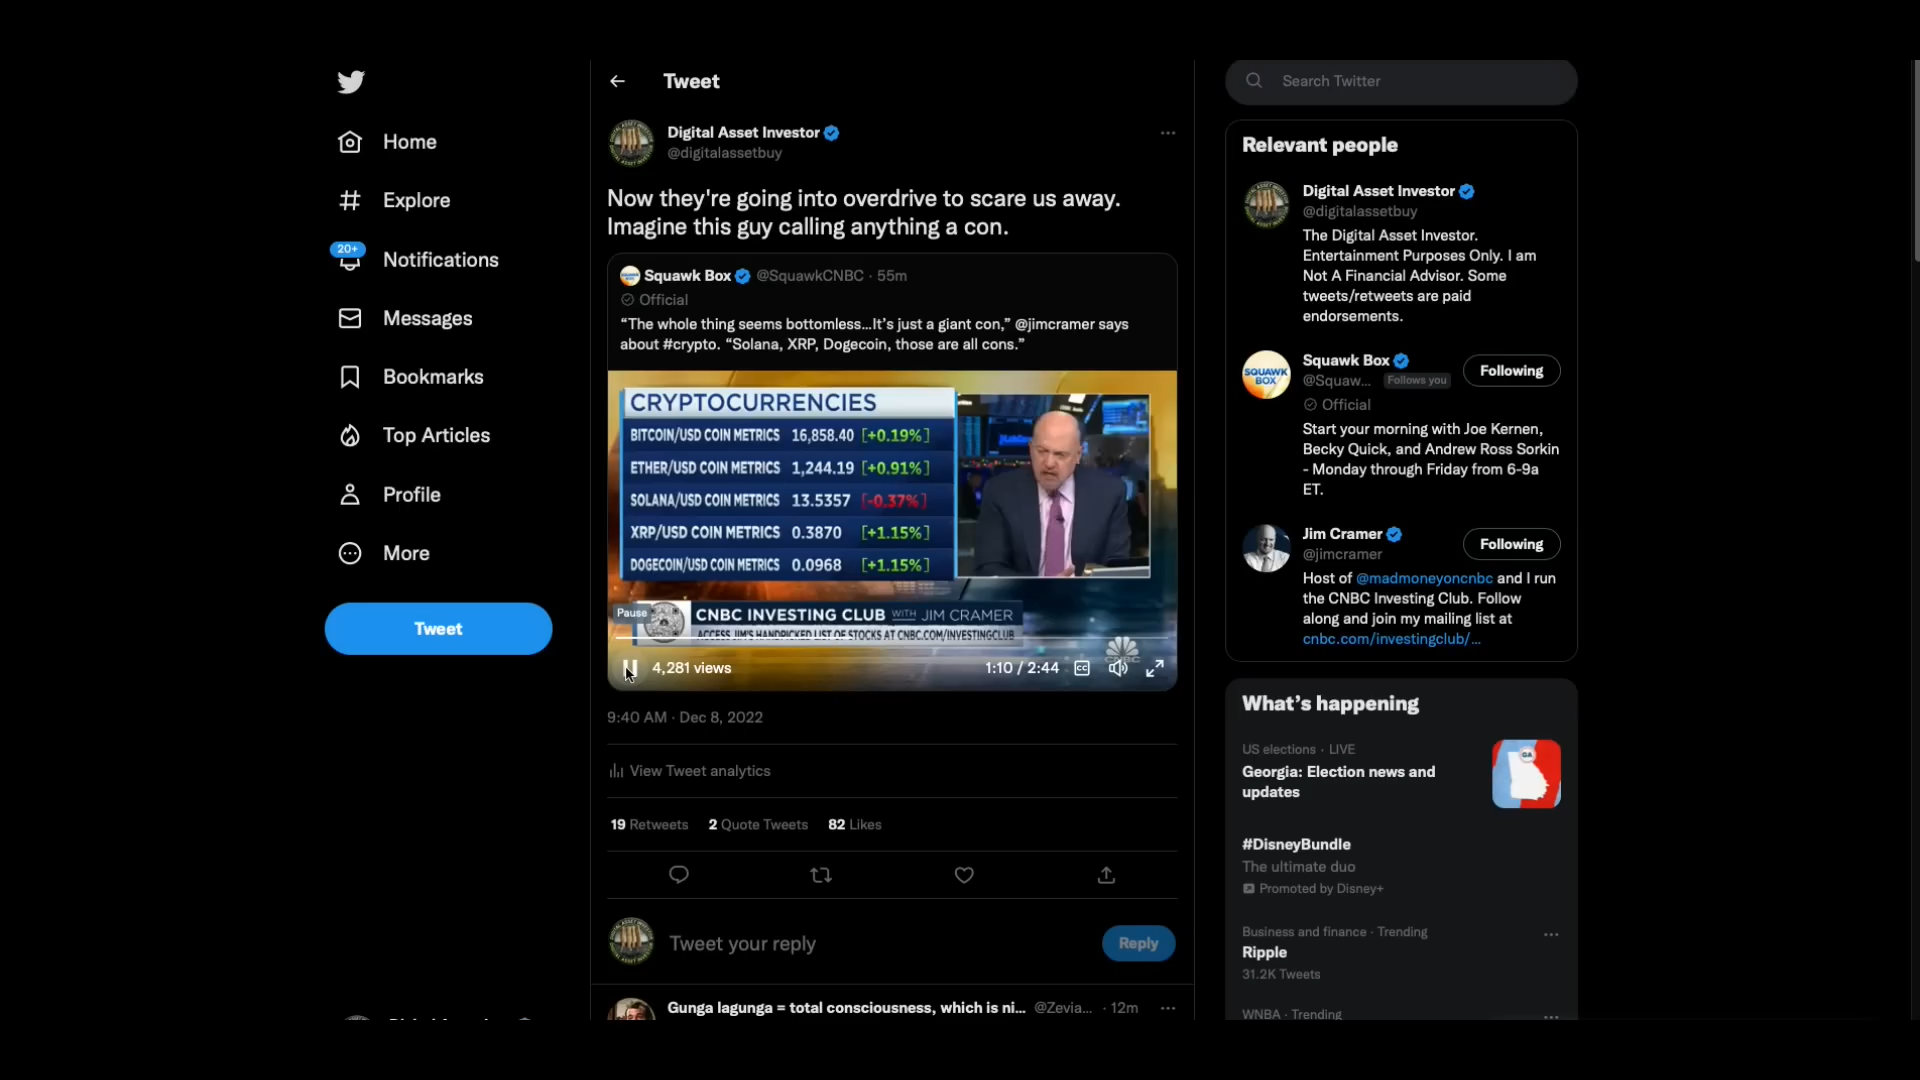 Home
Explore
20+
Notifications
Messages
Bookmarks
Top Articles
Profile
More
Tweet
Tweet
Digital Asset Investor
@digitalassetbuy
Now they're going into overdrive to scare us away.
Imagine this guy calling anything a con.
Squawk Box @SquawkCNBC · 55m
Official
“The whole thing seems bottomless...It’s just a giant con,” @jimcramer says
about #crypto. “Solana, XRP, Dogecoin, those are all cons.”
CRYPTOCURRENCIES
BITCOIN/USD COIN METRICS 16,858.40 [+0.19%]
ETHER/USD COIN METRICS 1,244.19 [+0.91%]
SOLANA/USD COIN METRICS 13.5357 [-0.37%]
XRP/USD COIN METRICS 0.3870 [+1.15%]
DOGECOIN/USD COIN METRICS 0.0968 [+1.15%]
Pause
CNBC INVESTING CLUB WITH JIM CRAMER
ACCESS JIM'S HANDPICKED LIST OF STOCKS AT CNBC.COM/INVESTINGCLUB
CNBC
4,281 views
1:10 / 2:44
CC
9:40 AM · Dec 8, 2022
View Tweet analytics
19 Retweets 2 Quote Tweets 82 Likes
Tweet your reply
Reply
Gunga lagunga = total consciousness, which is ni... @Zevia... · 12m
Search Twitter
Relevant people
Digital Asset Investor
@digitalassetbuy
The Digital Asset Investor.
Entertainment Purposes Only. I am
Not A Financial Advisor. Some
tweets/retweets are paid
endorsements.
SQUAWK
BOX
Squawk Box
@Squaw... Follows you
Following
Official
Start your morning with Joe Kernen,
Becky Quick, and Andrew Ross Sorkin
- Monday through Friday from 6-9a
ET.
Jim Cramer
@jimcramer
Following
Host of @madmoneyoncnbc and I run
the CNBC Investing Club. Follow
along and join my mailing list at
cnbc.com/investingclub/...
What’s happening
US elections · LIVE
Georgia: Election news and
updates
GA
#DisneyBundle
The ultimate duo
Promoted by Disney+
Business and finance · Trending
Ripple
31.2K Tweets
WNBA · Trending